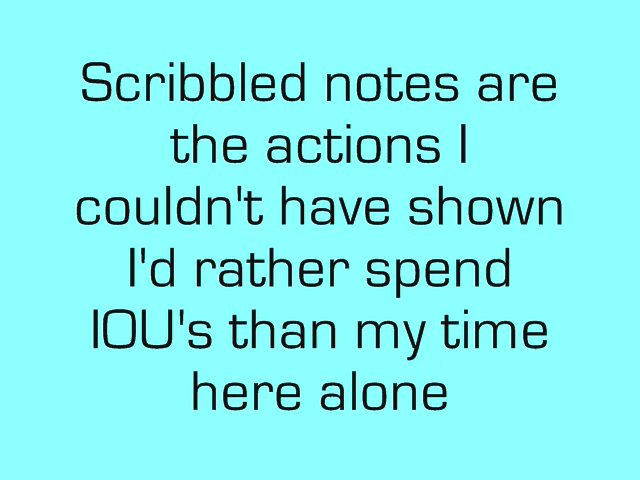 Scribbled notes are
the actions I
couldn't have shown
I'd rather spend
IOU's than my time
here alone